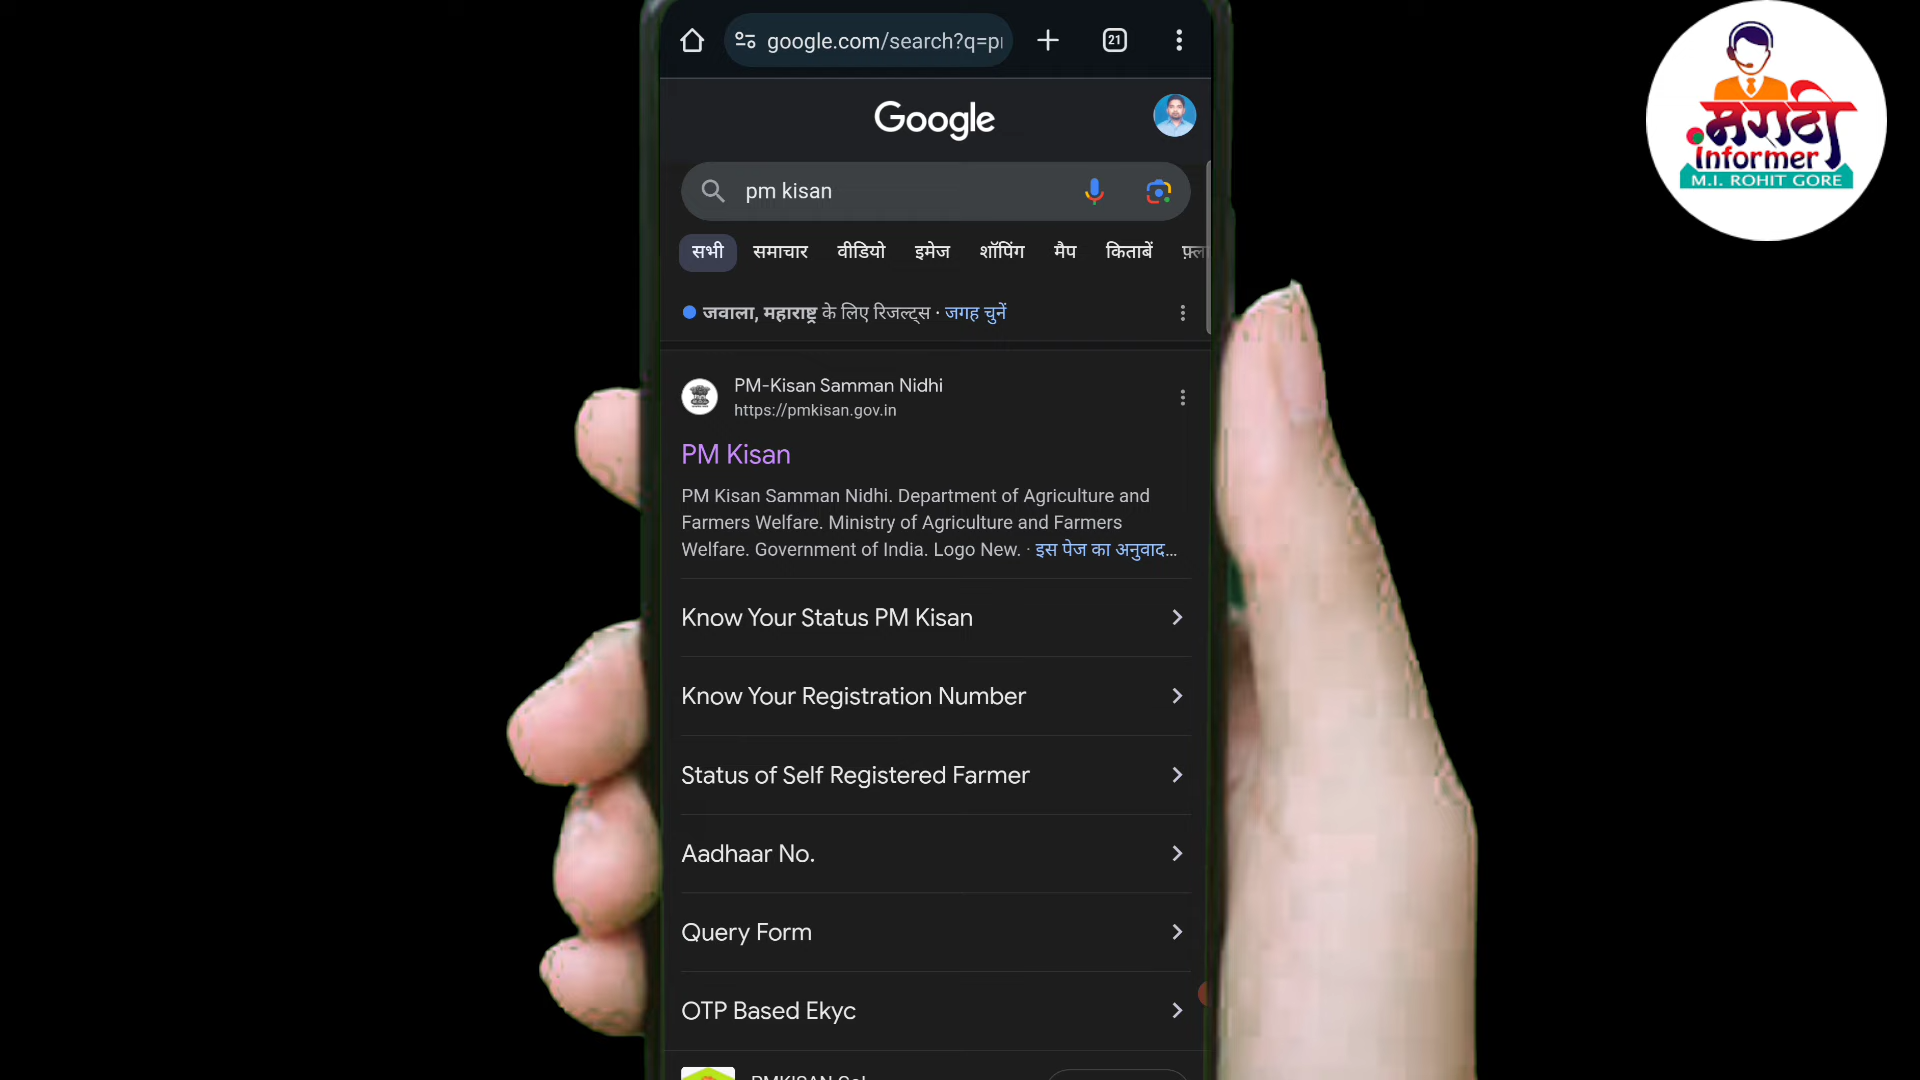 google.com/search?q=p
21
मराठी
Informer
M.I. ROHIT GORE
Google
pm kisan
सभी समाचार वीडियो इमेज शॉपिंग मैप किताबें
जवाला, महाराष्ट्र के लिए रिजल्ट्स · जगह चुनें
PM-Kisan Samman Nidhi
https://pmkisan.gov.in
PM Kisan
PM Kisan Samman Nidhi. Department of Agriculture and
Farmers Welfare. Ministry of Agriculture and Farmers
Welfare. Government of India. Logo New. · इस पेज का अनुवाद...
Know Your Status PM Kisan
Know Your Registration Number
Status of Self Registered Farmer
Aadhaar No.
Query Form
OTP Based Ekyc